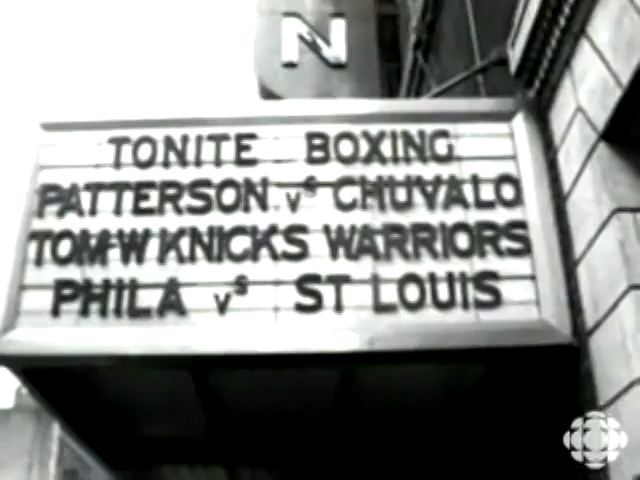 N
TONITE BOXING
PATTERSON VS CHUVALO
TOM-W KNICKS WARRIORS
PHILA VS ST LOUIS